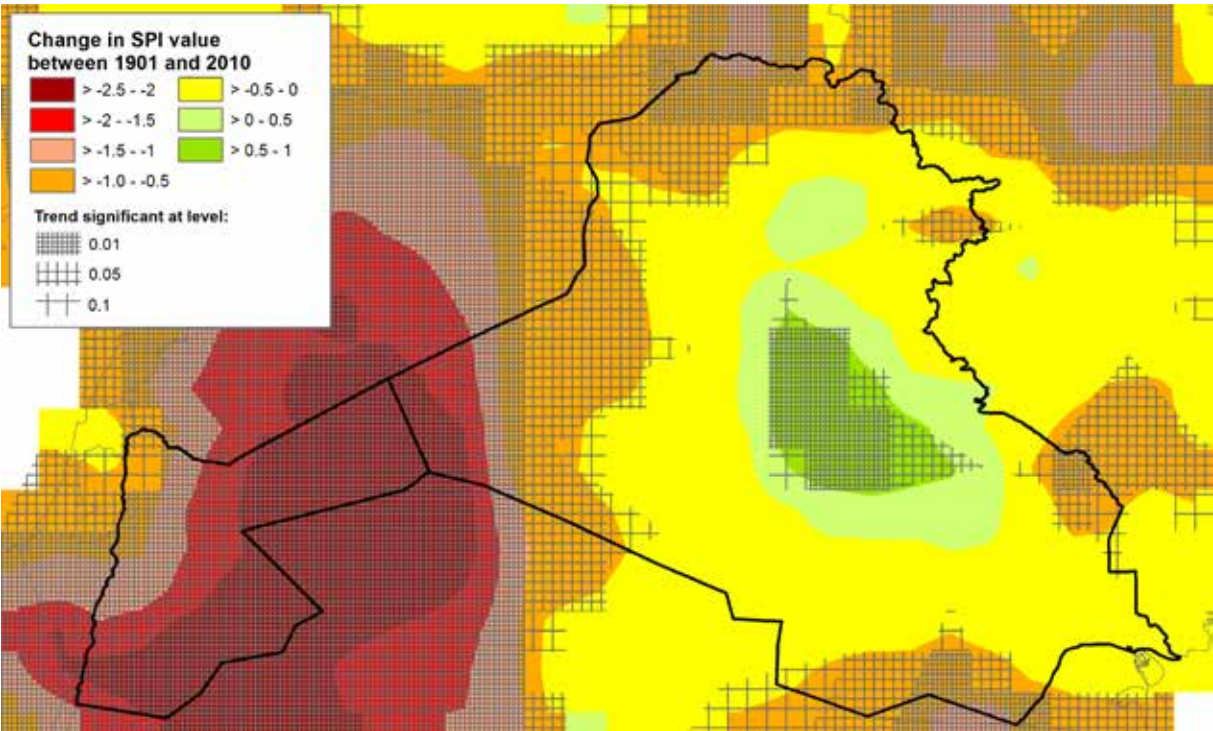 Change in SPI value
between 1901 and 2010
> -2.5 - -2
> -0.5 - 0
> -2 - -1.5
> 0 - 0.5
> -1.5 - -1
> 0.5 - 1
> -1.0 - -0.5
Trend significant at level:
0.01
0.05
0.1